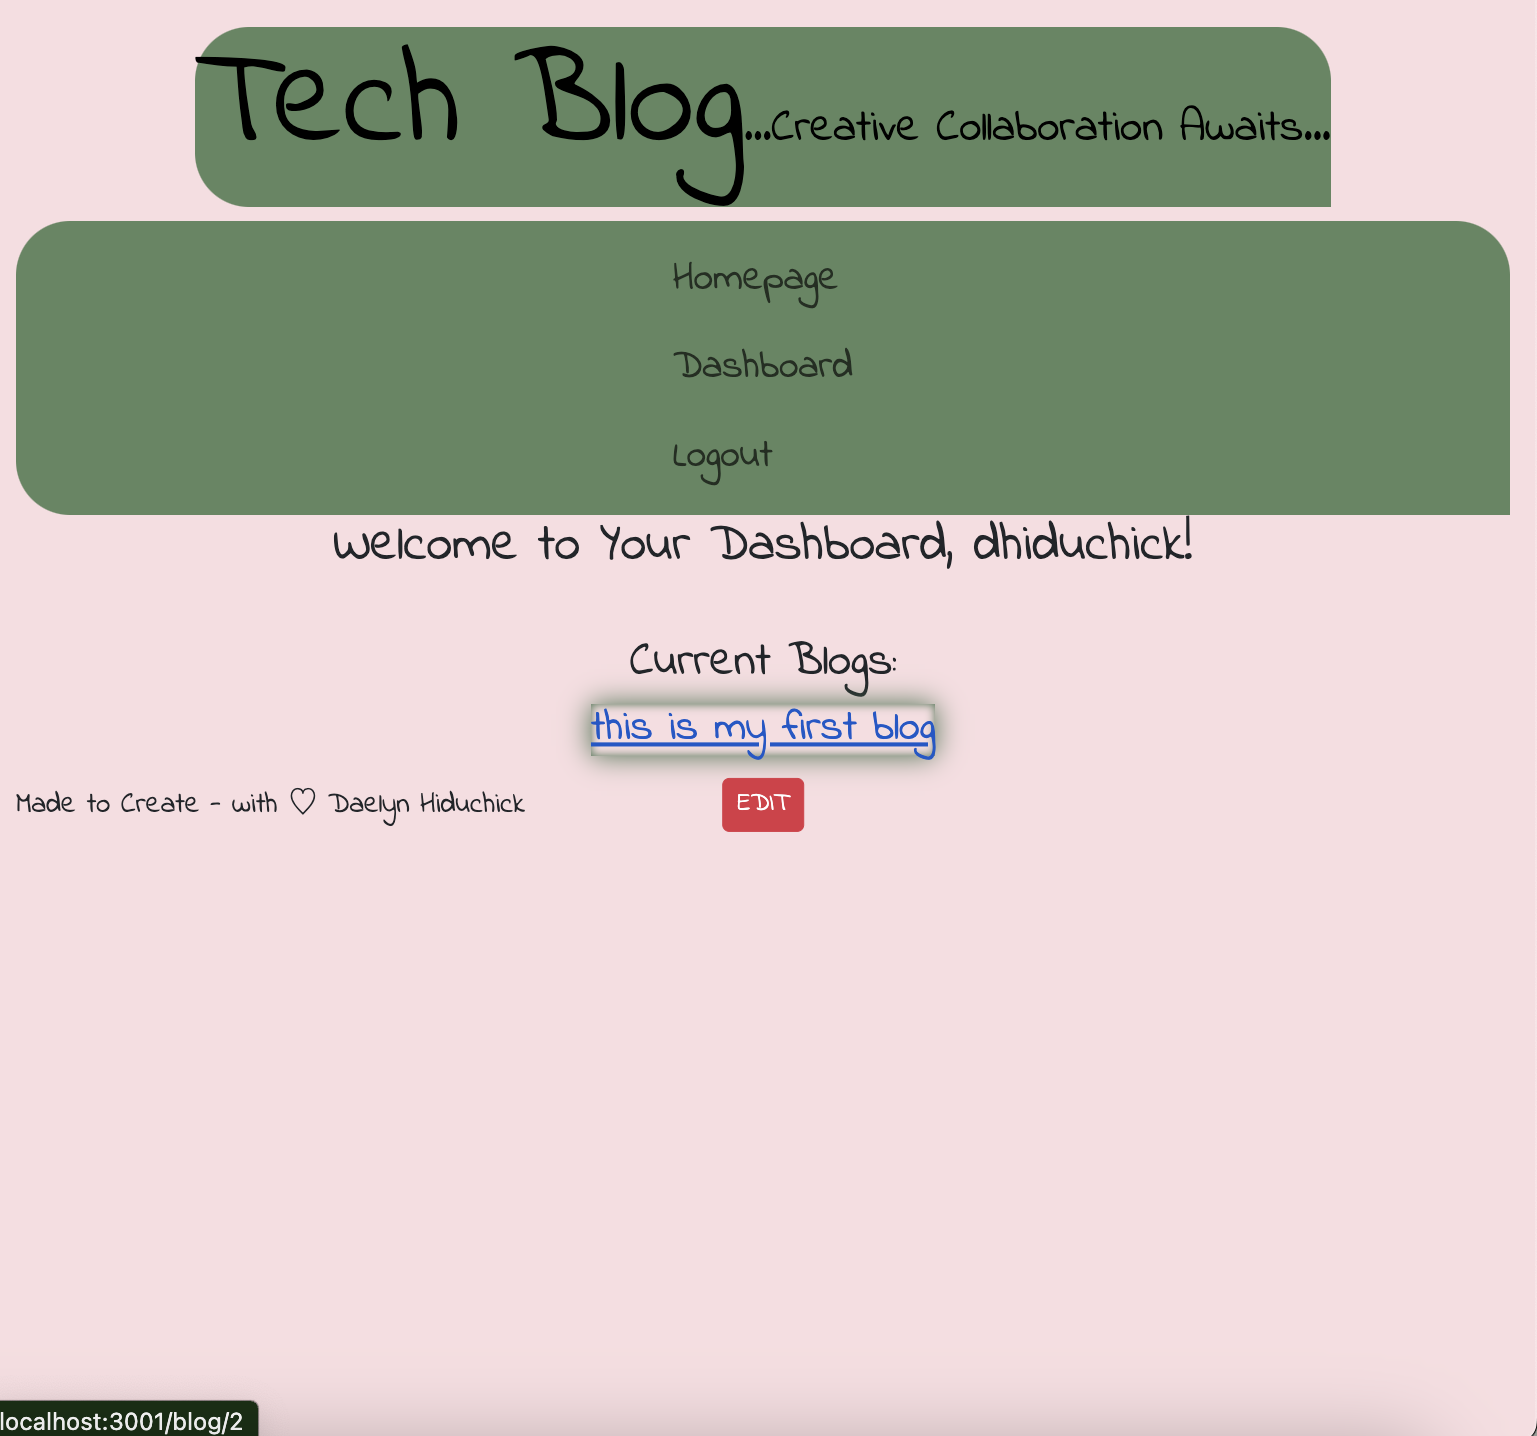 Tech Blog...Creative Collaboration Awaits...
Homepage
Dashboard
Logout
Welcome to Your Dashboard, dhiduchick!
Current Blogs:
this is my first blog
Made to Create - with ♡ Daelyn Hiduchick
EDIT
localhost:3001/blog/2